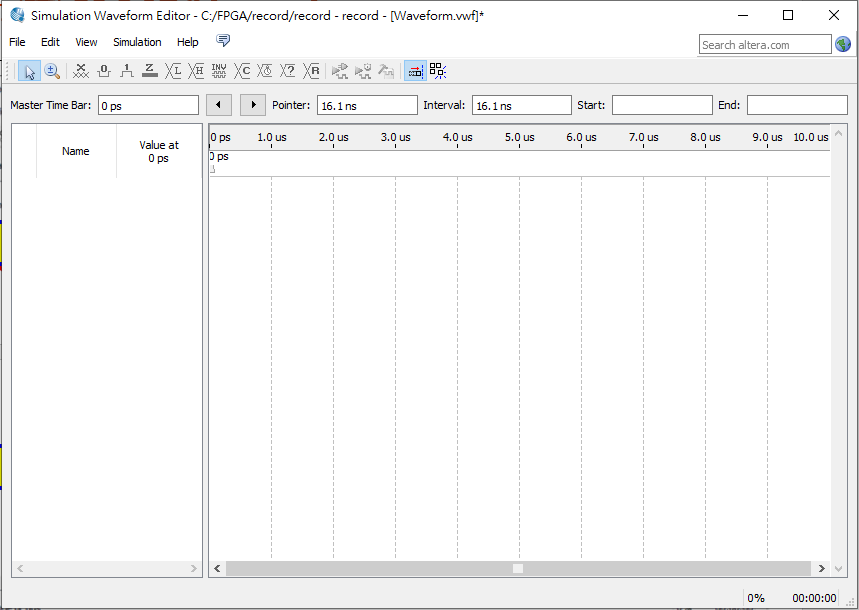 Simulation Waveform Editor - C:/FPGA/record/record - record - [Waveform.vwf]*
File Edit View Simulation Help
Search altera.com
Master Time Bar: 0 ps Pointer: 16.1 ns Interval: 16.1 ns Start: End:
Name Value at 0 ps 1.0 us 2.0 us 3.0 us 4.0 us 5.0 us 6.0 us 7.0 us 8.0 us 9.0 us 10.0 us
0 ps 0 ps
0% 00:00:00